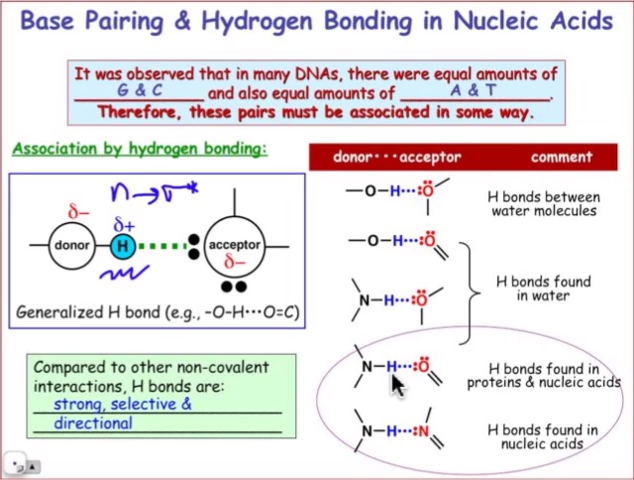 Base Pairing & Hydrogen Bonding in Nucleic Acids
It was observed that in many DNAs, there were equal amounts of
G & C and also equal amounts of A & T.
Therefore, these pairs must be associated in some way.
Association by hydrogen bonding:
n→σ*
δ− δ+
donor H acceptor
δ−
Generalized H bond (e.g., –O–H···O=C)
Compared to other non-covalent
interactions, H bonds are:
strong, selective &
directional
donor···acceptor comment
—O–H···:Ö
H bonds between
water molecules
—O–H···:Ö
H bonds found
in water
N–H···:Ö
N–H···:Ö
H bonds found in
proteins & nucleic acids
N–H···:N
H bonds found in
nucleic acids